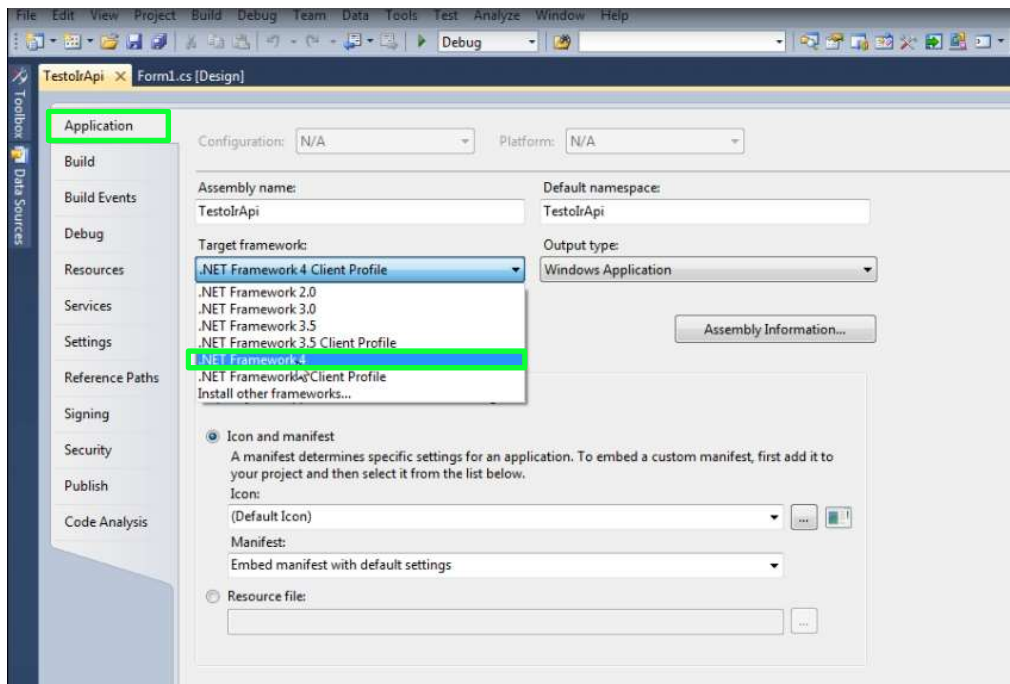 File Edit View Project Build Debug Team Data Tools Test Analyze Window Help
Debug
TestoIrApi Form1.cs [Design]
Toolbox
Data Sources
Application
Build
Build Events
Debug
Resources
Services
Settings
Reference Paths
Signing
Security
Publish
Code Analysis
Configuration: N/A Platform: N/A
Assembly name: Default namespace:
TestoIrApi TestoIrApi
Target framework: Output type:
.NET Framework 4 Client Profile Windows Application
.NET Framework 2.0
.NET Framework 3.0
.NET Framework 3.5
.NET Framework 3.5 Client Profile
.NET Framework 4
.NET Framework Client Profile
Install other frameworks...
Assembly Information...
Icon and manifest
A manifest determines specific settings for an application. To embed a custom manifest, first add it to
your project and then select it from the list below.
Icon:
(Default Icon) ...
Manifest:
Embed manifest with default settings
Resource file:
...